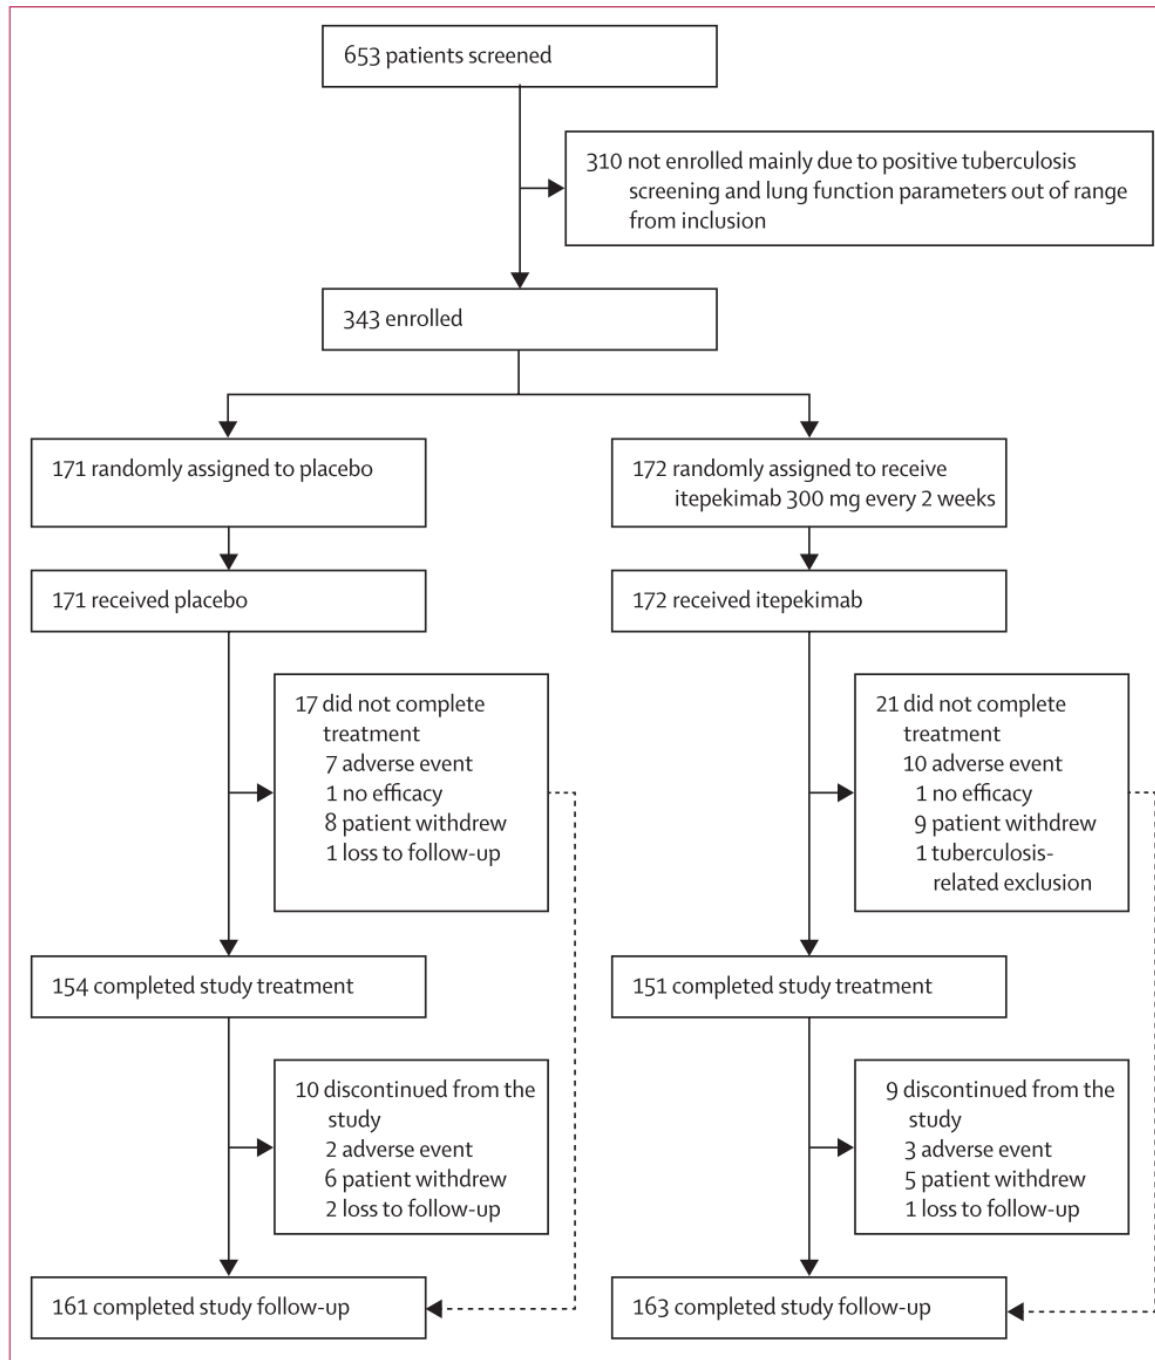 653 patients screened
310 not enrolled mainly due to positive tuberculosis
screening and lung function parameters out of range
from inclusion
343 enrolled
171 randomly assigned to placebo
172 randomly assigned to receive
itepekimab 300 mg every 2 weeks
171 received placebo
172 received itepekimab
17 did not complete
treatment
7 adverse event
1 no efficacy
8 patient withdrew
1 loss to follow-up
21 did not complete
treatment
10 adverse event
1 no efficacy
9 patient withdrew
1 tuberculosis-
related exclusion
154 completed study treatment
151 completed study treatment
10 discontinued from the
study
2 adverse event
6 patient withdrew
2 loss to follow-up
9 discontinued from the
study
3 adverse event
5 patient withdrew
1 loss to follow-up
161 completed study follow-up
163 completed study follow-up